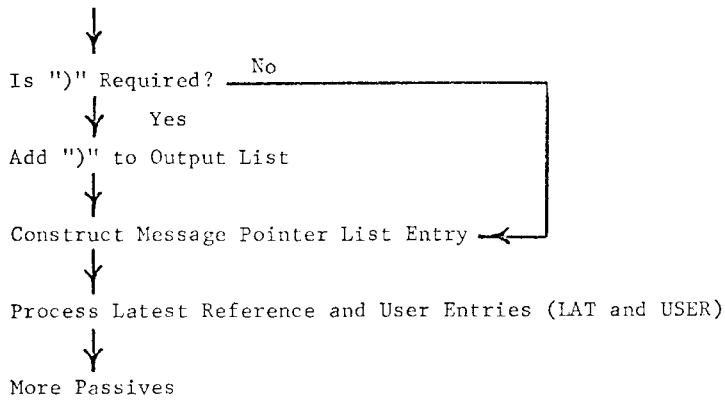 Is ")" Required? No
Yes
Add ")" to Output List
Construct Message Pointer List Entry
Process Latest Reference and User Entries (LAT and USER)
More Passives